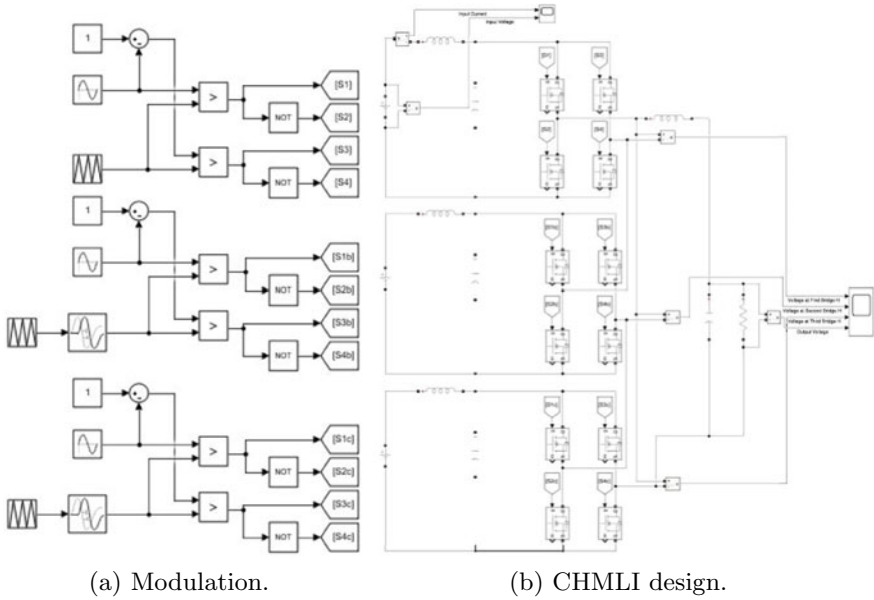 1
>
[S1]
NOT
[S2]
>
[S3]
NOT
[S4]
1
>
[S1b]
NOT
[S2b]
>
[S3b]
NOT
[S4b]
1
>
[S1c]
NOT
[S2c]
>
[S3c]
NOT
[S4c]
(a) Modulation.
Input Current
Input Voltage
Voltage at First Bridge H
Voltage at Second Bridge H
Voltage at Third Bridge H
Output Voltage
(b) CHMLI design.